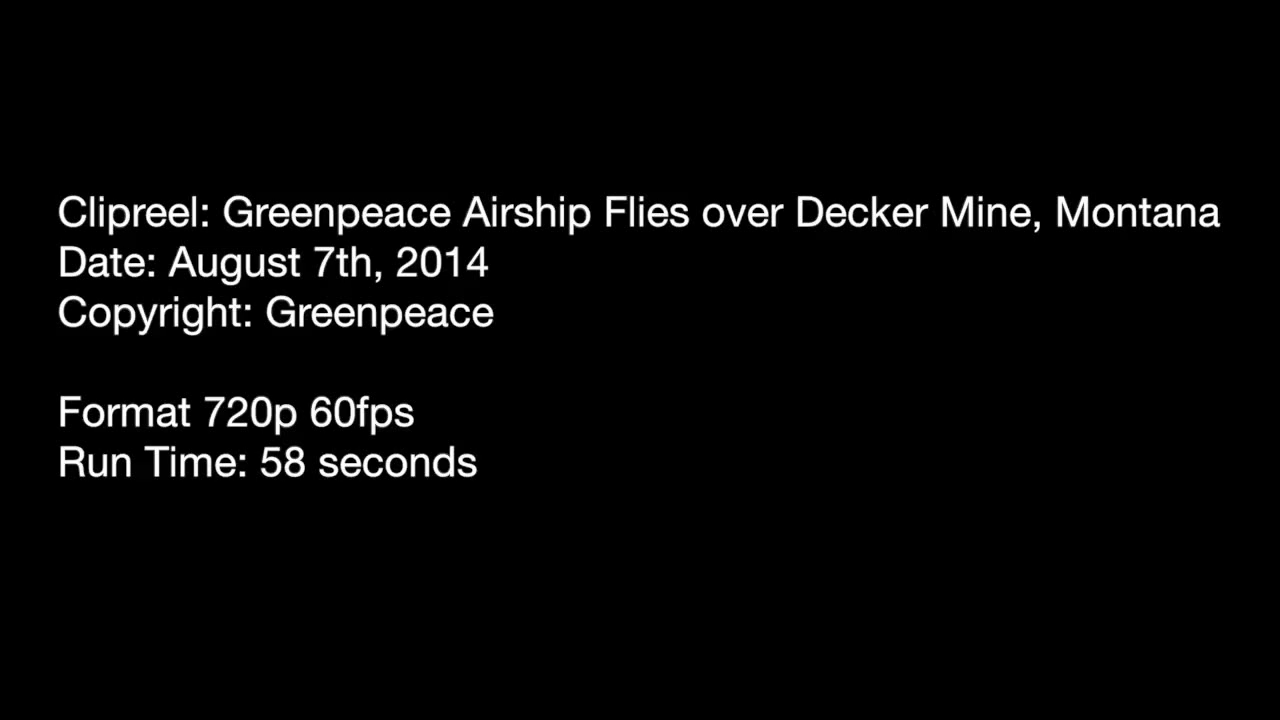 Clipreel: Greenpeace Airship Flies over Decker Mine, Montana
Date: August 7th, 2014
Copyright: Greenpeace
Format 720p 60fps
Run Time: 58 seconds